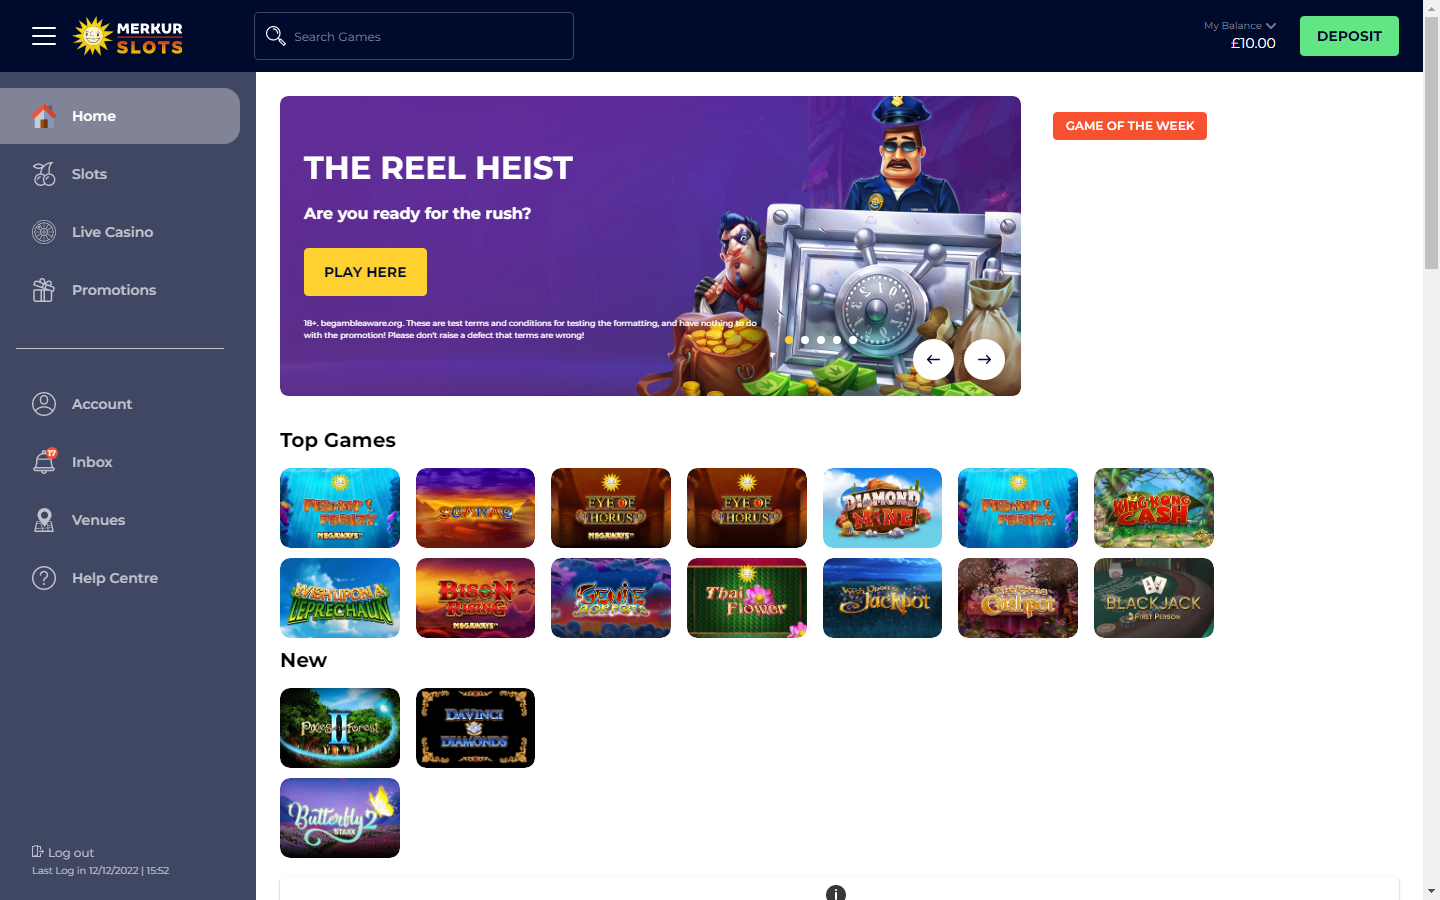 MERKUR
SLOTS
Search Games
My Balance
£10.00
DEPOSIT
Home
Slots
Live Casino
Promotions
Account
17
Inbox
Venues
Help Centre
Log out
Last Log in 12/12/2022 | 15:52
THE REEL HEIST
Are you ready for the rush?
PLAY HERE
18+. begambleaware.org. These are test terms and conditions for testing the formatting, and have nothing to do
with the promotion! Please don't raise a defect that terms are wrong!
GAME OF THE WEEK
Top Games
FISHIN' FRENZY
MEGAWAYS™
SCARAB
EYE OF
HORUS
MEGAWAYS™
EYE OF
HORUS
DIAMOND
MINE
FISHIN' FRENZY
KING KONG
CASH
WISH UPON A
LEPRECHAUN
BISON
RISING
MEGAWAYS™
GENIE
JACKPOTS
Thai
Flower
Wish Upon a
Jackpot
Cashpot
BLACKJACK
FIRST PERSON
New
Pixies of the Forest
II
DAVINCI
DIAMONDS
Butterfly
STAXX
2
i